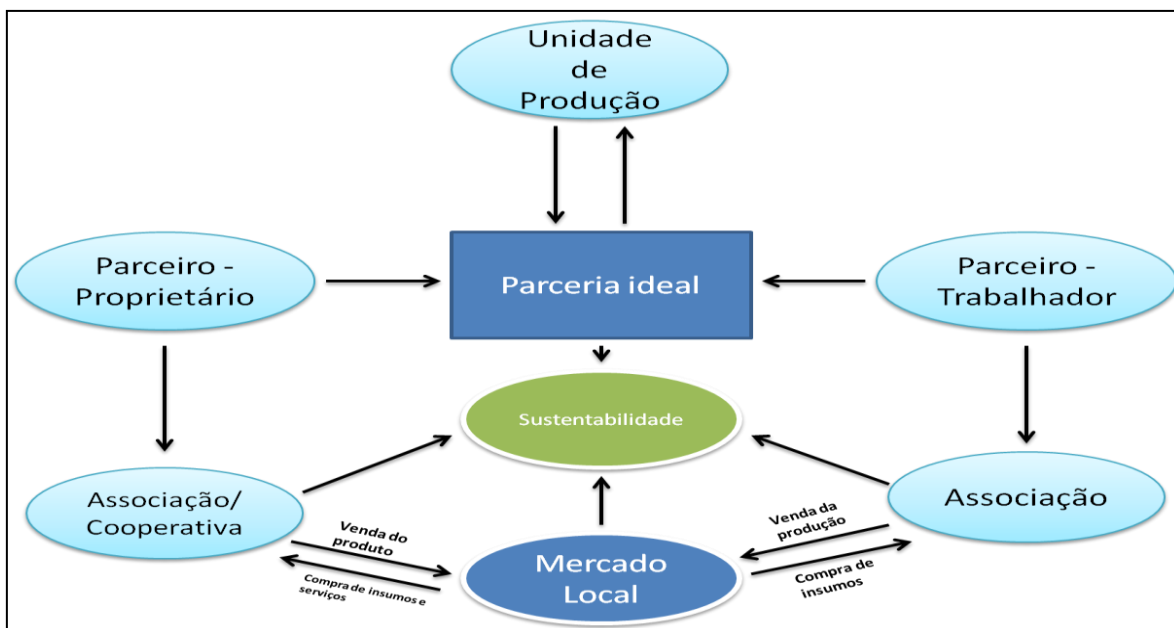 Unidade
de
Produção
Parceiro -
Proprietário
Parceria ideal
Parceiro -
Trabalhador
Sustentabilidade
Associação/
Cooperativa
Venda do
produto
Compra de insumos e
serviços
Mercado
Local
Venda da
produção
Compra de
insumos
Associação